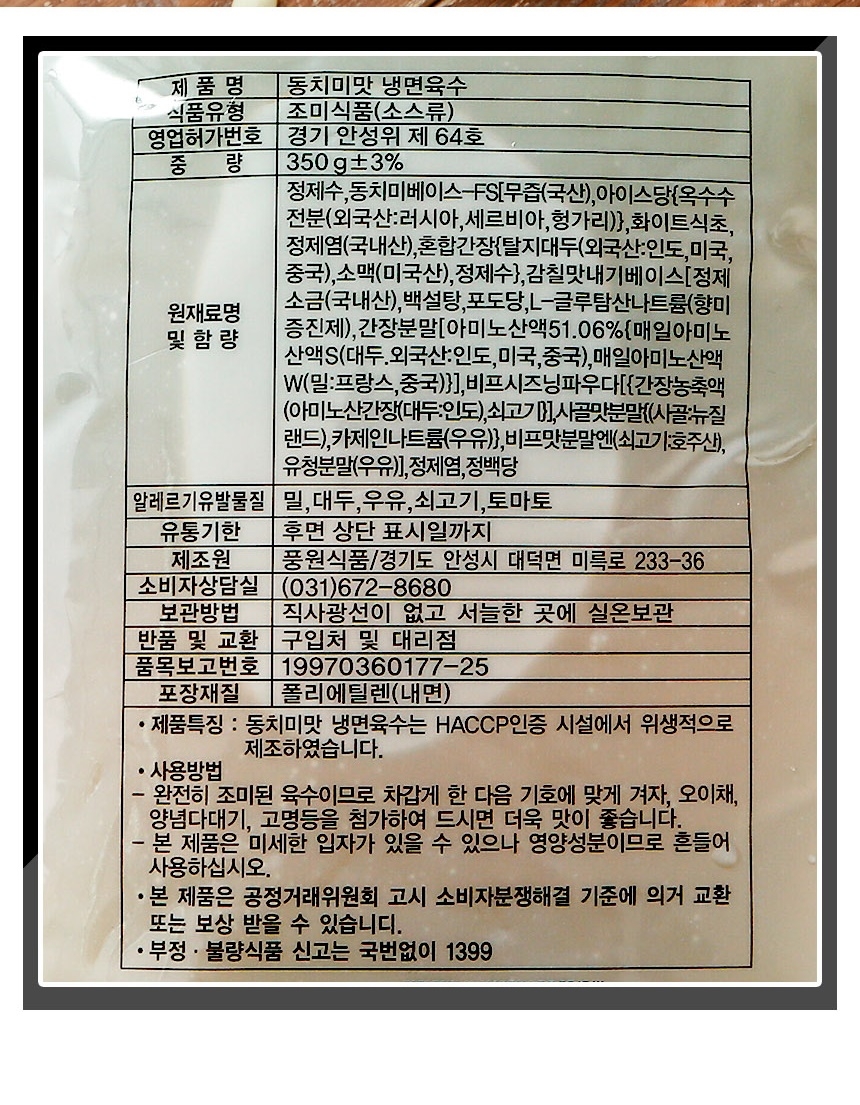 제 품 명 동치미맛 냉면육수
식품유형 조미식품(소스류)
영업허가번호 경기 안성위 제 64호
중 량 350g±3%
원재료명 및 함 량
정제수,동치미베이스-FS[무즙(국산),아이스당{옥수수
전분(외국산:러시아,세르비아,헝가리)},화이트식초,
정제염(국내산),혼합간장{탈지대두(외국산:인도,미국,
중국),소맥(미국산),정제수},감칠맛내기베이스[정제
소금(국내산),백설탕,포도당,L-글루탐산나트륨(향미
증진제),간장분말[아미노산액51.06%{매일아미노
산액S(대두.외국산:인도,미국,중국),매일아미노산액
W(밀:프랑스,중국)}],비프시즈닝파우다[{간장농축액
(아미노산간장(대두:인도),쇠고기}],사골맛분말{(사골:뉴질
랜드),카제인나트륨(우유)},비프맛분말엔(쇠고기:호주산),
유청분말(우유)],정제염,정백당
알레르기유발물질 밀,대두,우유,쇠고기,토마토
유통기한 후면 상단 표시일까지
제조원 풍원식품/경기도 안성시 대덕면 미륵로 233-36
소비자상담실 (031)672-8680
보관방법 직사광선이 없고 서늘한 곳에 실온보관
반품 및 교환 구입처 및 대리점
품목보고번호 19970360177-25
포장재질 폴리에틸렌(내면)
•제품특징 : 동치미맛 냉면육수는 HACCP인증 시설에서 위생적으로
제조하였습니다.
•사용방법
- 완전히 조미된 육수이므로 차갑게 한 다음 기호에 맞게 겨자, 오이채,
양념다대기, 고명등을 첨가하여 드시면 더욱 맛이 좋습니다.
- 본 제품은 미세한 입자가 있을 수 있으나 영양성분이므로 흔들어
사용하십시오.
•본 제품은 공정거래위원회 고시 소비자분쟁해결 기준에 의거 교환
또는 보상 받을 수 있습니다.
•부정·불량식품 신고는 국번없이 1399